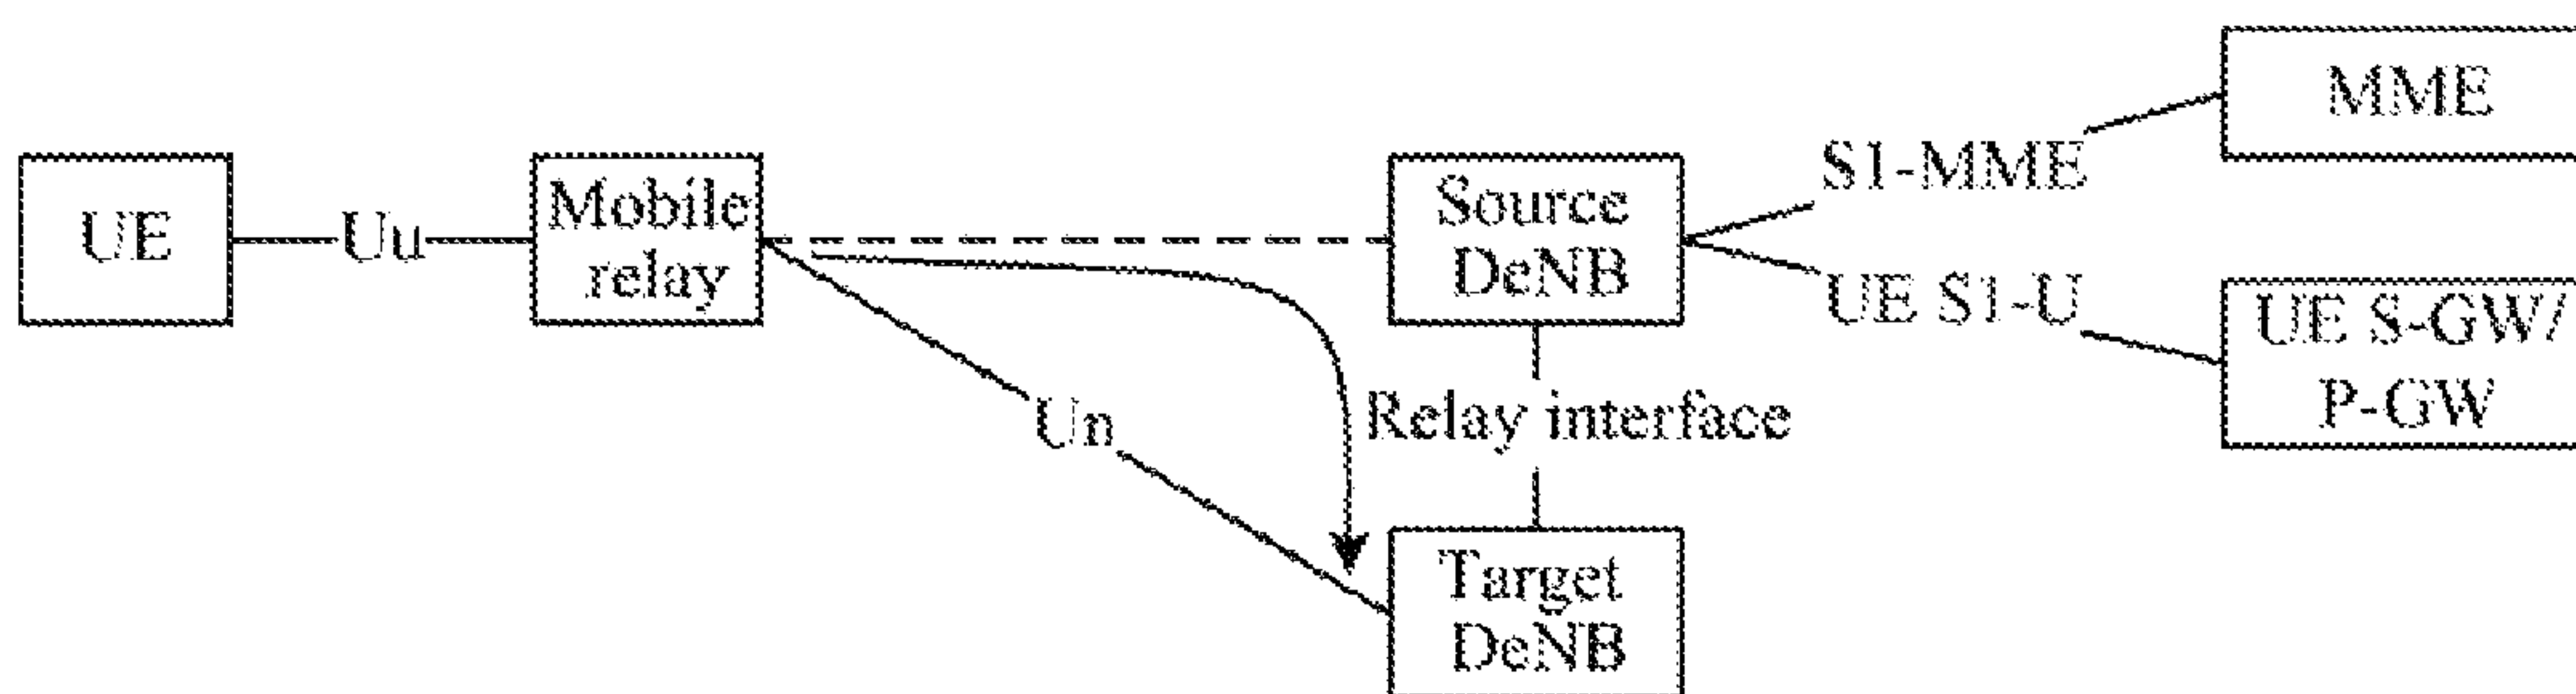 UE
Uu
Mobile
relay
Source
DeNB
S1-MME
MME
UE S1-U
UE S-GW/
P-GW
Un
Relay interface
Target
DeNB